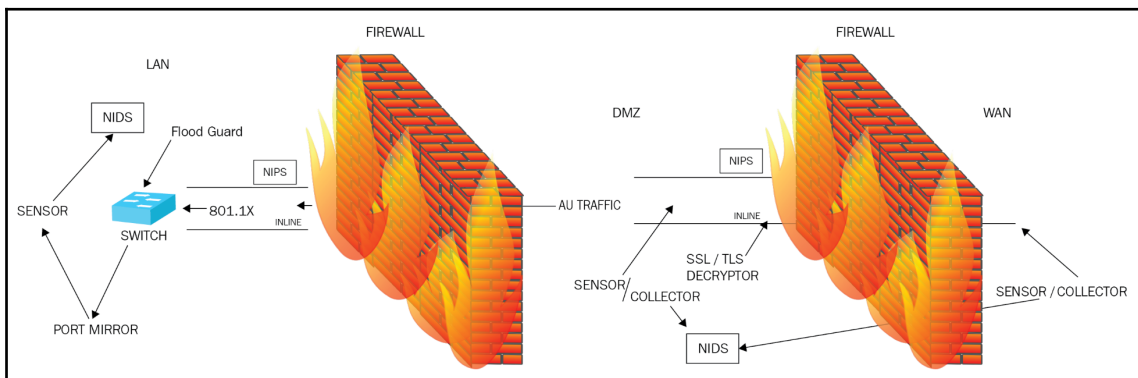 FIREWALL
FIREWALL
LAN
DMZ
WAN
NIDS
Flood Guard
NIPS
NIPS
SENSOR
801.1X
AU TRAFFIC
INLINE
INLINE
SWITCH
SSL / TLS
DECRYPTOR
SENSOR/
COLLECTOR
SENSOR / COLLECTOR
PORT MIRROR
NIDS